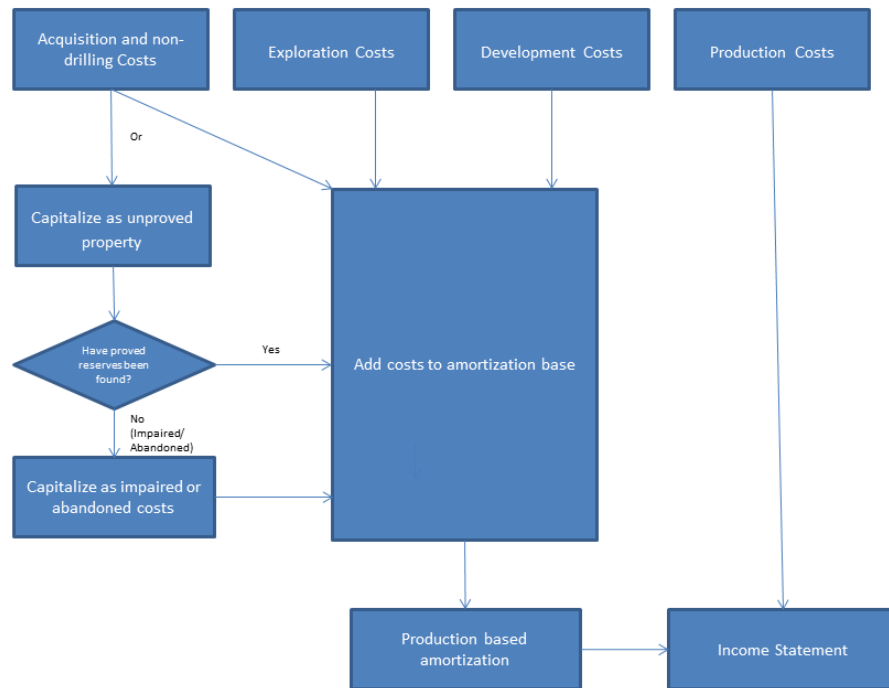 Acquisition and non-
drilling Costs
Exploration Costs
Development Costs
Production Costs
Or
Capitalize as unproved
property
Have proved
reserves been
found?
Yes
Add costs to amortization base
No
(Impaired/
Abandoned)
Capitalize as impaired or
abandoned costs
Production based
amortization
Income Statement